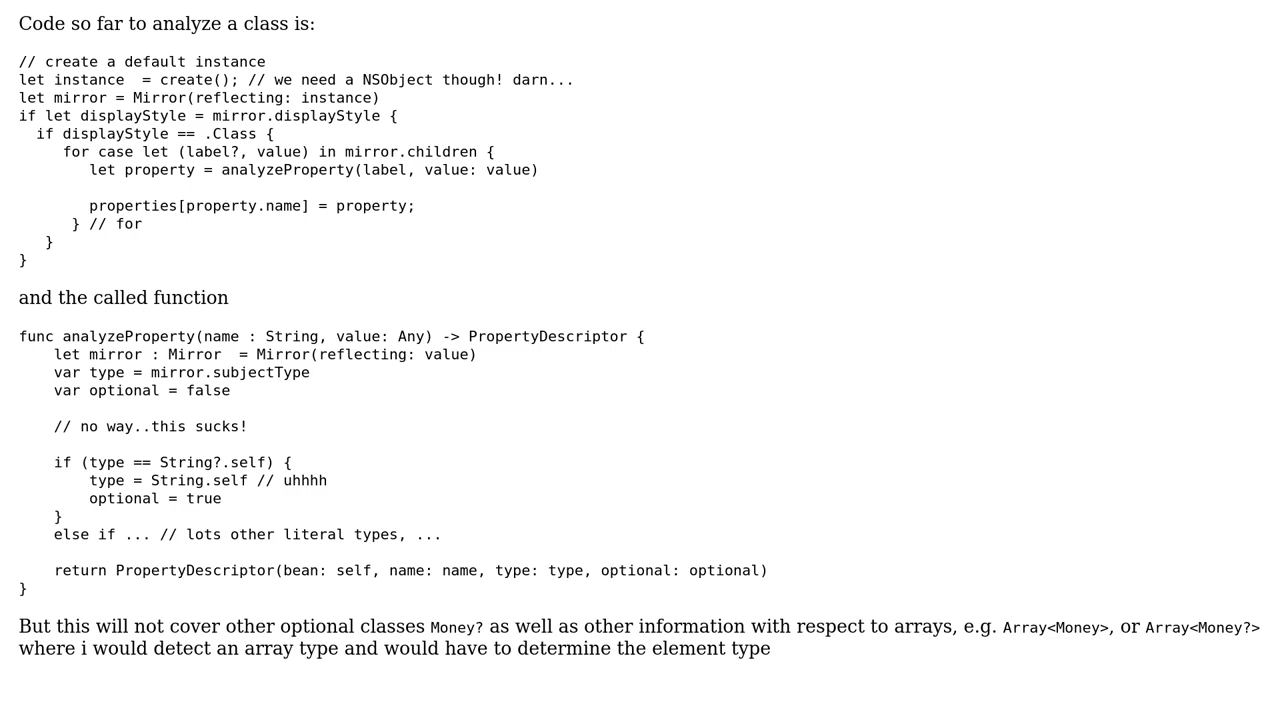 Code so far to analyze a class is:
// create a default instance
let instance  = create(); // we need a NSObject though! darn...
let mirror = Mirror(reflecting: instance)
if let displayStyle = mirror.displayStyle {
  if displayStyle == .Class {
     for case let (label?, value) in mirror.children {
        let property = analyzeProperty(label, value: value)
        properties[property.name] = property;
      } // for
   }
}
and the called function
func analyzeProperty(name : String, value: Any) -> PropertyDescriptor {
    let mirror : Mirror  = Mirror(reflecting: value)
    var type = mirror.subjectType
    var optional = false
    // no way..this sucks!
    if (type == String?.self) {
        type = String.self // uhhhh
        optional = true
    }
    else if ... // lots other literal types, ...
    return PropertyDescriptor(bean: self, name: name, type: type, optional: optional)
}
But this will not cover other optional classes Money? as well as other information with respect to arrays, e.g. Array<Money>, or Array<Money?>
where i would detect an array type and would have to determine the element type